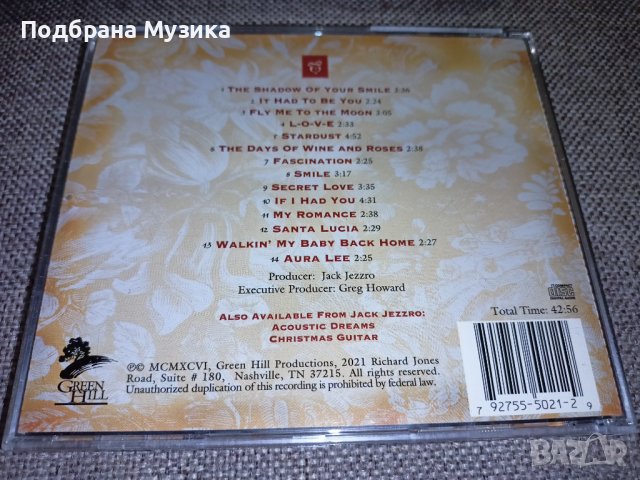 Подбрана Музика
1 The Shadow Of Your Smile 3:36
2 It Had To Be You 2:24
3 Fly Me To The Moon 3:05
4 L-O-V-E 2:33
5 Stardust 4:52
6 The Days Of Wine and Roses 2:38
7 Fascination 2:25
8 Smile 3:17
9 Secret Love 3:35
10 If I Had You 4:31
11 My Romance 2:38
12 Santa Lucia 2:29
13 Walkin' My Baby Back Home 2:27
14 Aura Lee 2:25
Producer: Jack Jezzro
Executive Producer: Greg Howard
Also Available From Jack Jezzro:
Acoustic Dreams
Christmas Guitar
COMPACT
disc
DIGITAL AUDIO
Total Time: 42:56
Green
Hill
℗© MCMXCVI, Green Hill Productions, 2021 Richard Jones
Road, Suite # 180, Nashville, TN 37215. All rights reserved.
Unauthorized duplication of this recording is prohibited by federal law.
7 92755-5021-2 9
BAZAR
bg